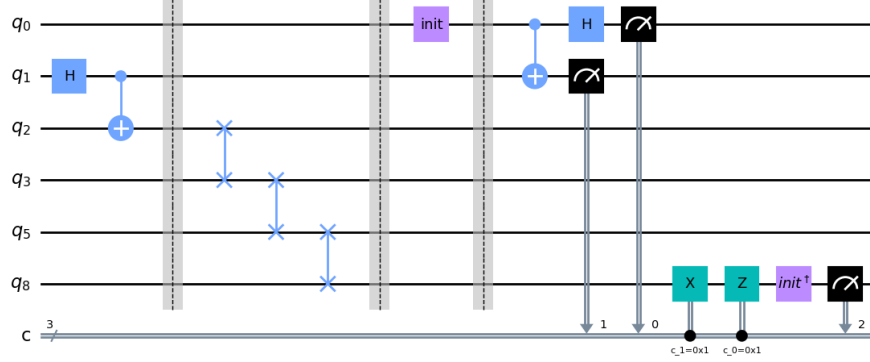 q0 init H
q1 H
q2
q3
q5
q8 X Z init†
c 3 1 0 2
c_1=0x1 c_0=0x1